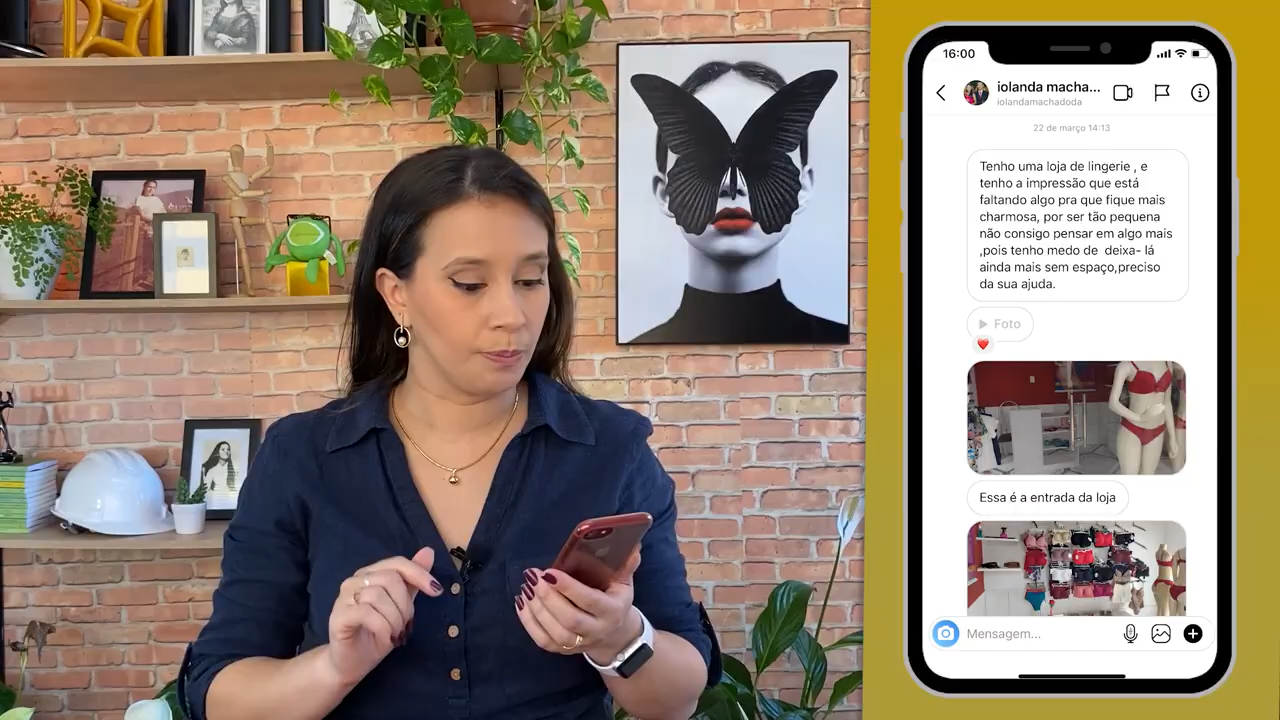 16:00
iolanda macha...
iolandamachadoda
22 de março 14:13
Tenho uma loja de lingerie , e
tenho a impressão que está
faltando algo pra que fique mais
charmosa, por ser tão pequena
não consigo pensar em algo mais
,pois tenho medo de deixa- lá
ainda mais sem espaço,preciso
da sua ajuda.
Foto
Essa é a entrada da loja
Mensagem...